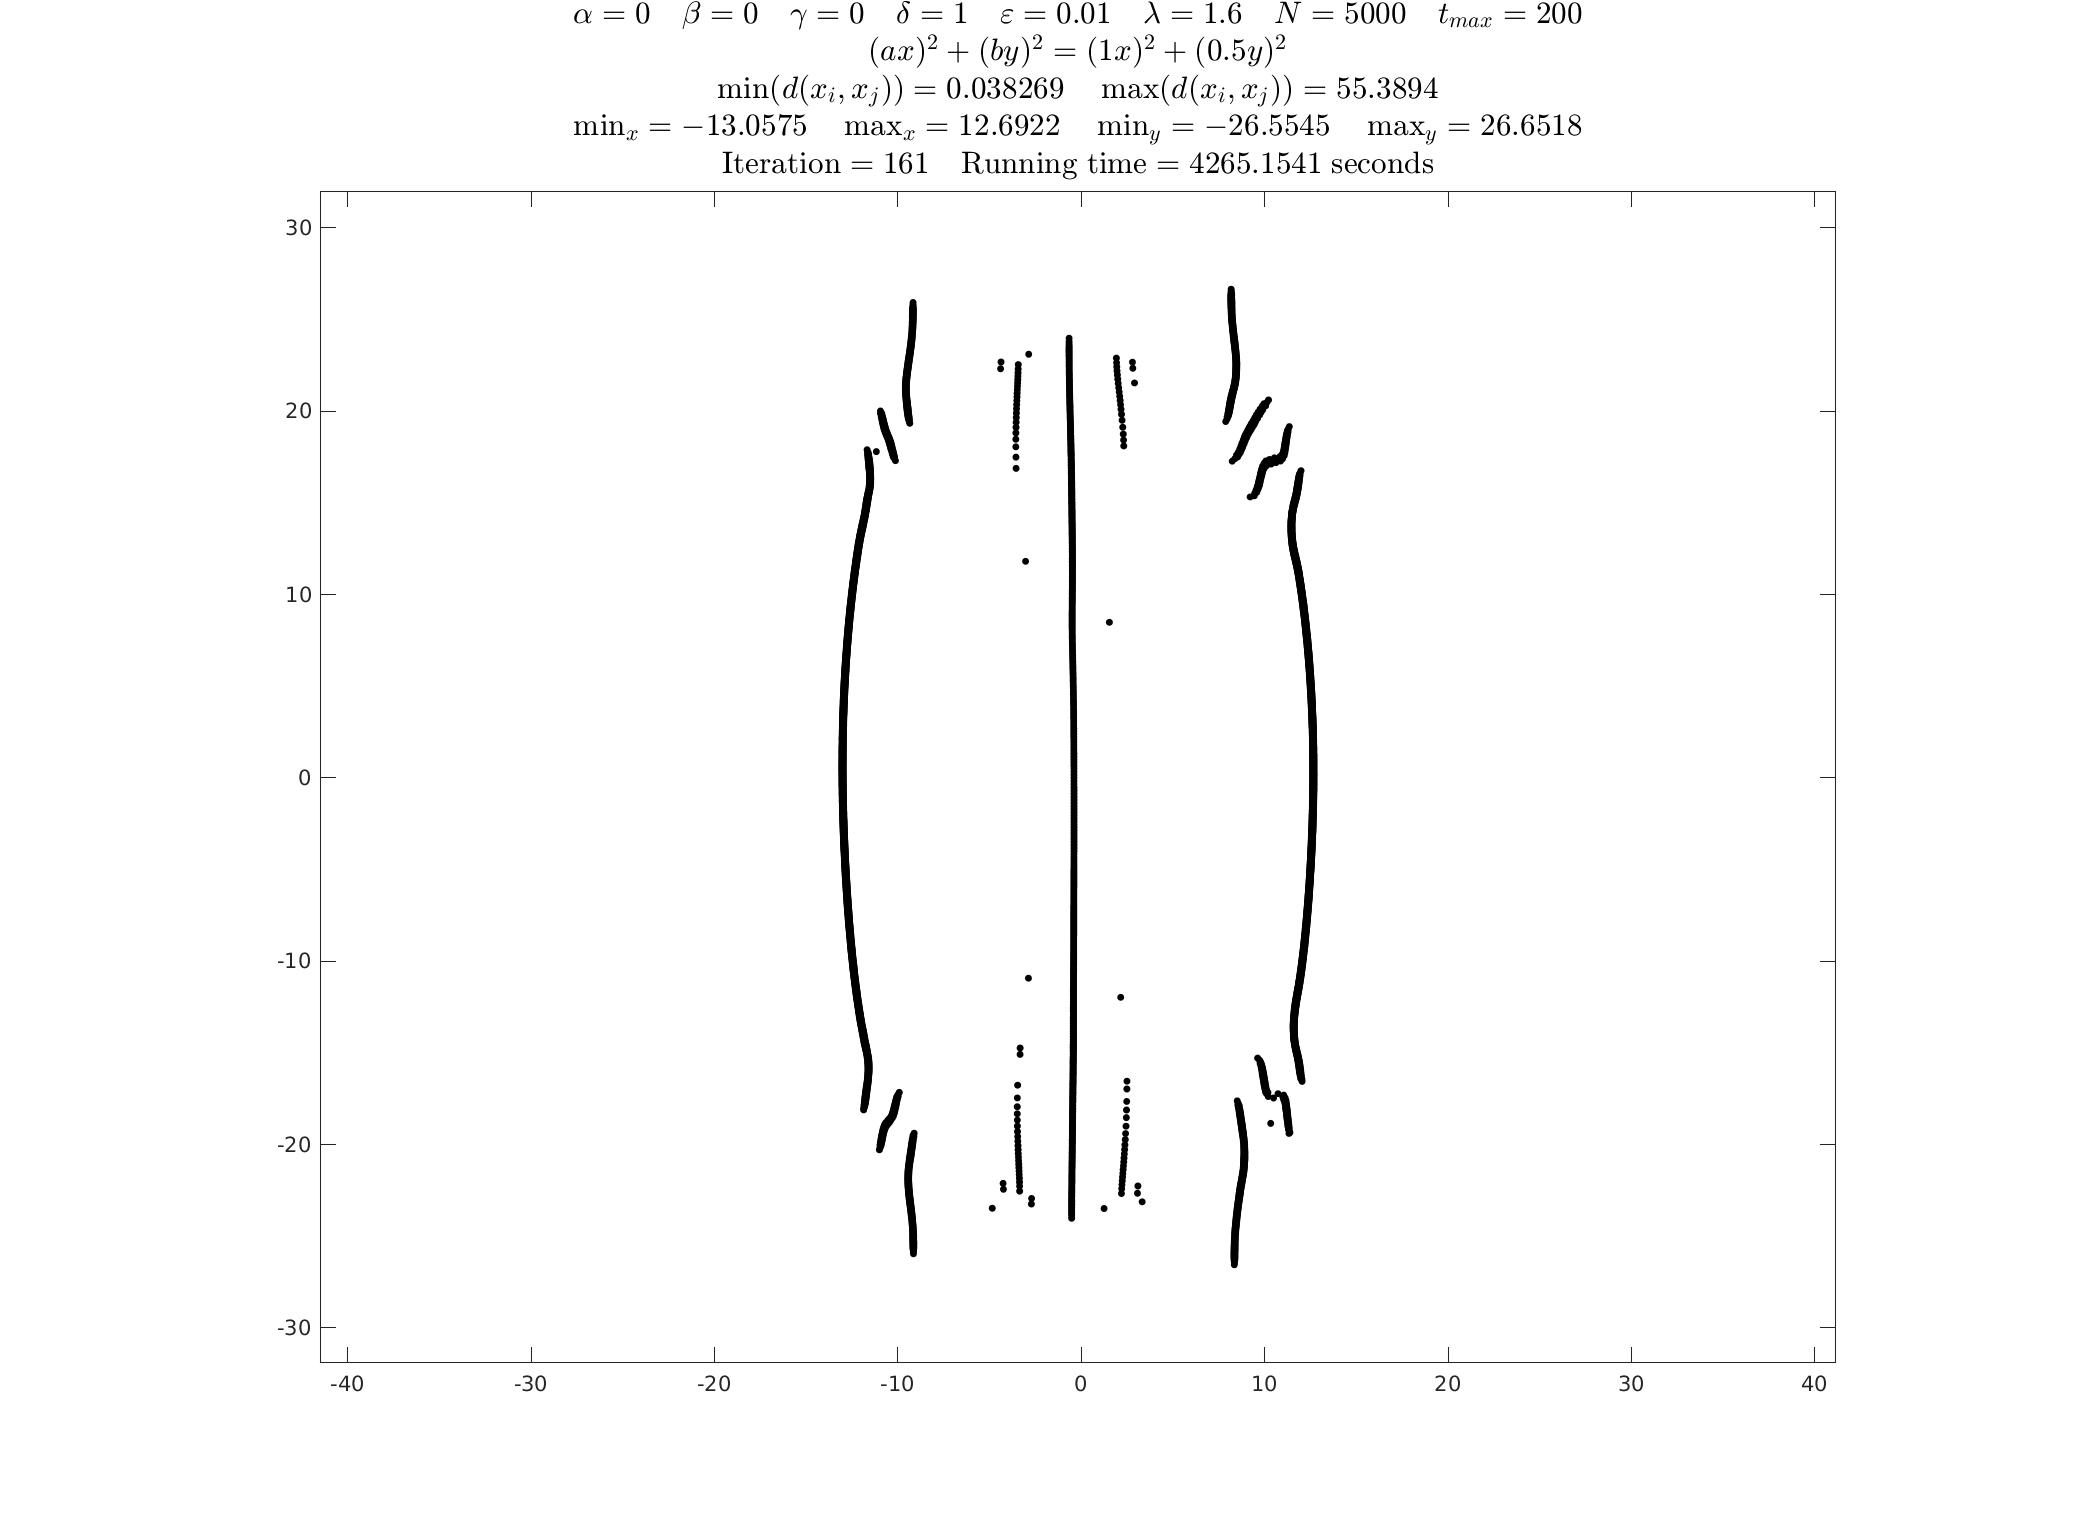 α = 0 β = 0 γ = 0 δ = 1 ε = 0.01 λ = 1.6 N = 5000 t_max = 200
(ax)² + (by)² = (1x)² + (0.5y)²
min(d(x_i, x_j)) = 0.038269 max(d(x_i, x_j)) = 55.3894
min_x = −13.0575 max_x = 12.6922 min_y = −26.5545 max_y = 26.6518
Iteration = 161 Running time = 4265.1541 seconds
30
20
10
0
-10
-20
-30
-40 -30 -20 -10 0 10 20 30 40